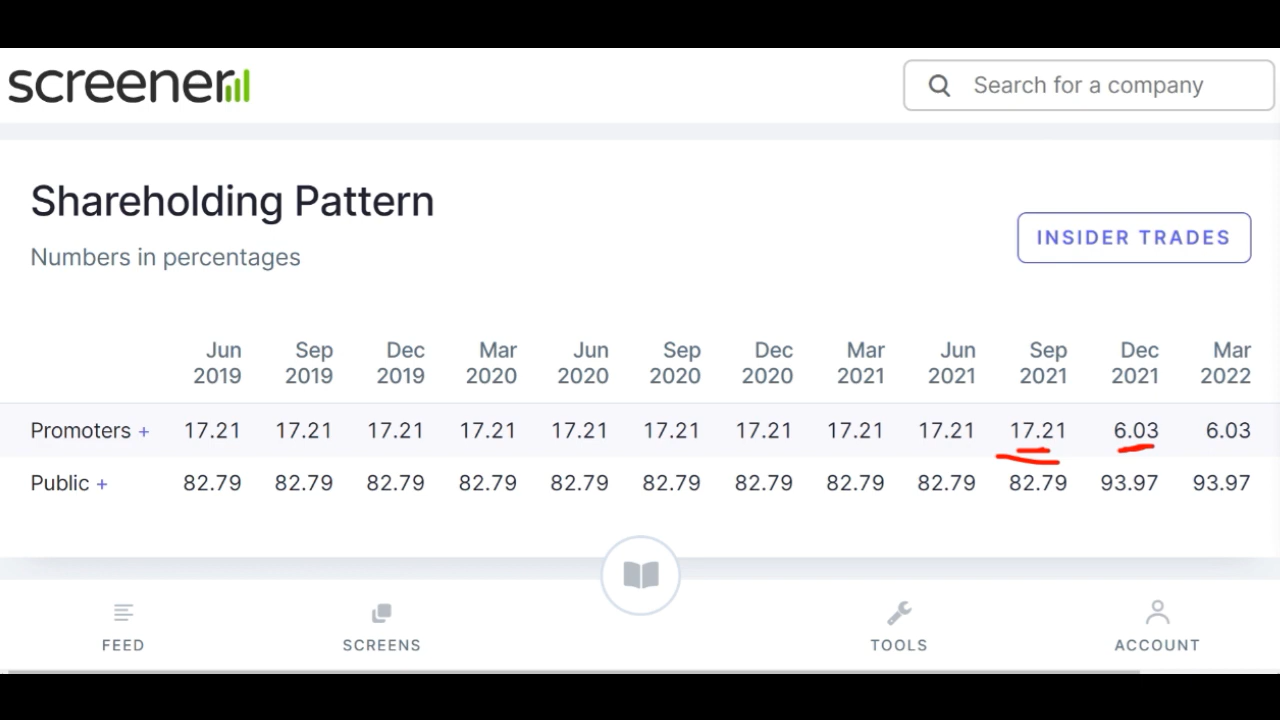 screener
Search for a company
Shareholding Pattern
Numbers in percentages
INSIDER TRADES
Jun 2019 Sep 2019 Dec 2019 Mar 2020 Jun 2020 Sep 2020 Dec 2020 Mar 2021 Jun 2021 Sep 2021 Dec 2021 Mar 2022
Promoters + 17.21 17.21 17.21 17.21 17.21 17.21 17.21 17.21 17.21 17.21 6.03 6.03
Public + 82.79 82.79 82.79 82.79 82.79 82.79 82.79 82.79 82.79 82.79 93.97 93.97
FEED SCREENS TOOLS ACCOUNT